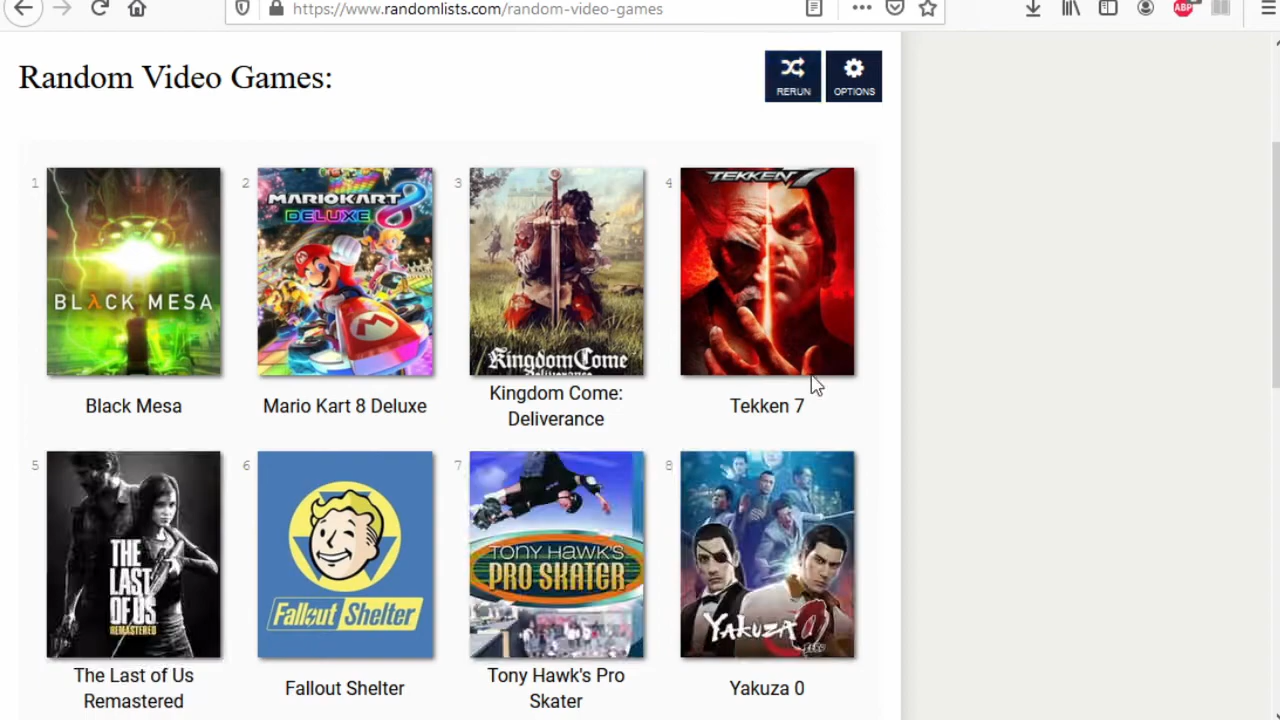 https://www.randomlists.com/random-video-games
ABP
Random Video Games:
RERUN
OPTIONS
1
2
3
4
BLACK MESA
MARIOKART 8
DELUXE
M
Kingdom Come
Deliverance
TEKKEN 7
Black Mesa
Mario Kart 8 Deluxe
Kingdom Come:
Deliverance
Tekken 7
5
6
7
8
THE
LAST
OF US
REMASTERED
Fallout Shelter
TONY HAWK'S
PRO SKATER
YAKUZA 0
ZERO
The Last of Us
Remastered
Fallout Shelter
Tony Hawk's Pro
Skater
Yakuza 0